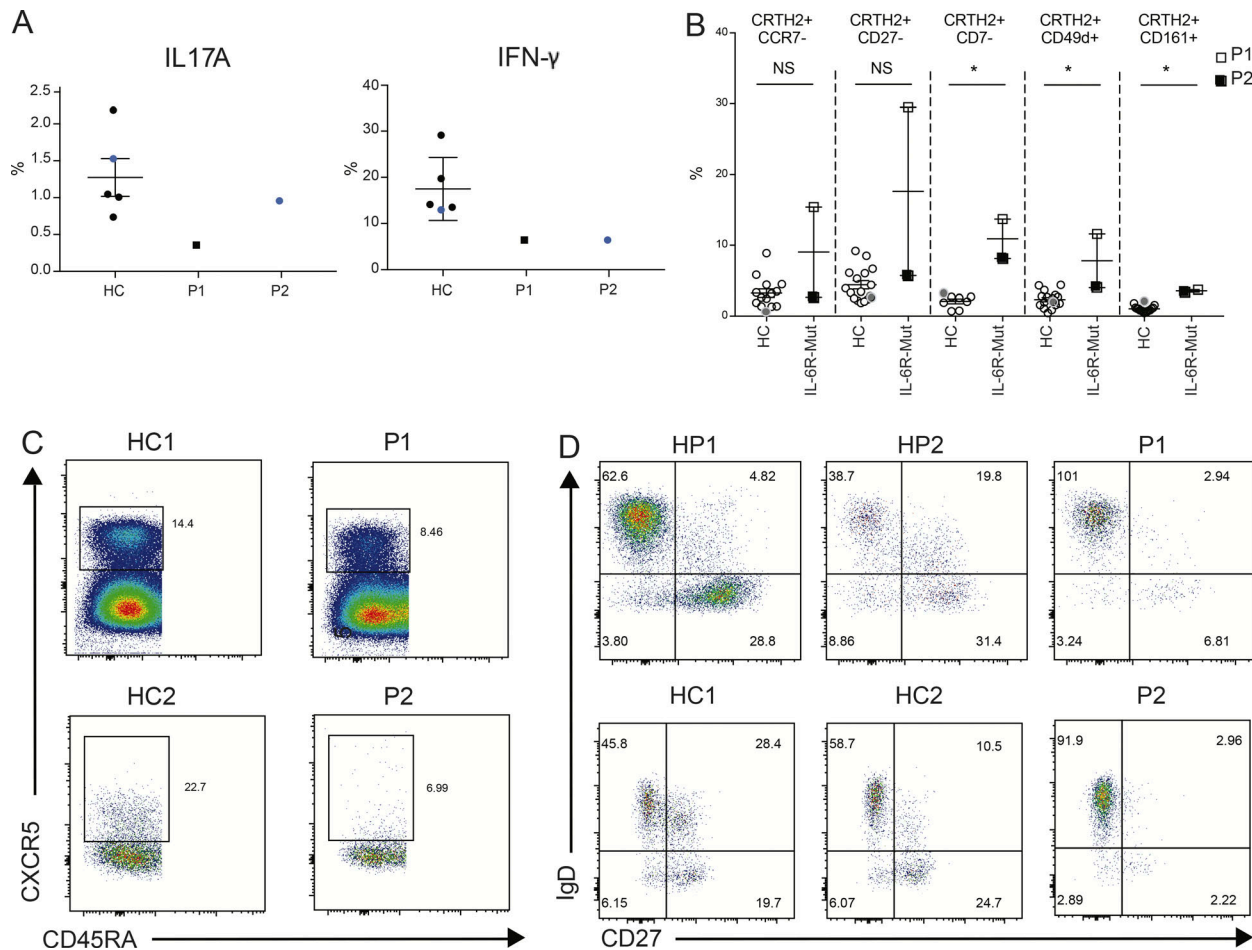 A
IL17A
IFN-γ
%
2.5
2.0
1.5
1.0
0.5
0.0
HC
P1
P2
%
40
30
20
10
0
HC
P1
P2
B
CRTH2+
CCR7-
CRTH2+
CD27-
CRTH2+
CD7-
CRTH2+
CD49d+
CRTH2+
CD161+
NS
NS
*
*
*
P1
P2
%
40
30
20
10
0
HC
IL-6R-Mut
HC
IL-6R-Mut
HC
IL-6R-Mut
HC
IL-6R-Mut
HC
IL-6R-Mut
C
HC1
14.4
P1
8.46
HC2
22.7
P2
6.99
CXCR5
CD45RA
D
HP1
62.6
4.82
3.80
28.8
HP2
38.7
19.8
8.86
31.4
P1
101
2.94
3.24
6.81
HC1
45.8
28.4
6.15
19.7
HC2
58.7
10.5
6.07
24.7
P2
91.9
2.96
2.89
2.22
IgD
CD27